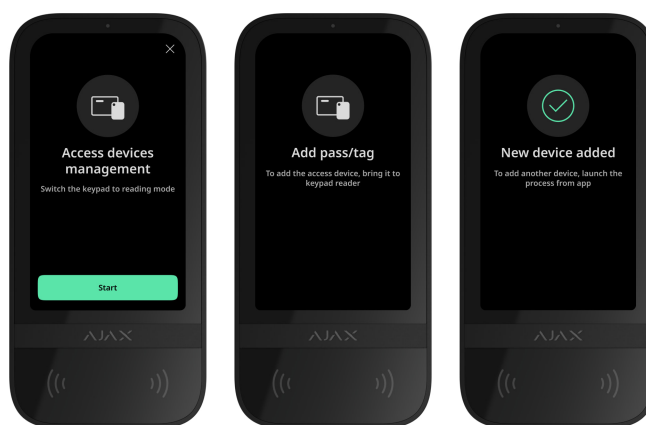 Access devices
management
Switch the keypad to reading mode
Start
AJAX
Add pass/tag
To add the access device, bring it to
keypad reader
AJAX
New device added
To add another device, launch the
process from app
AJAX